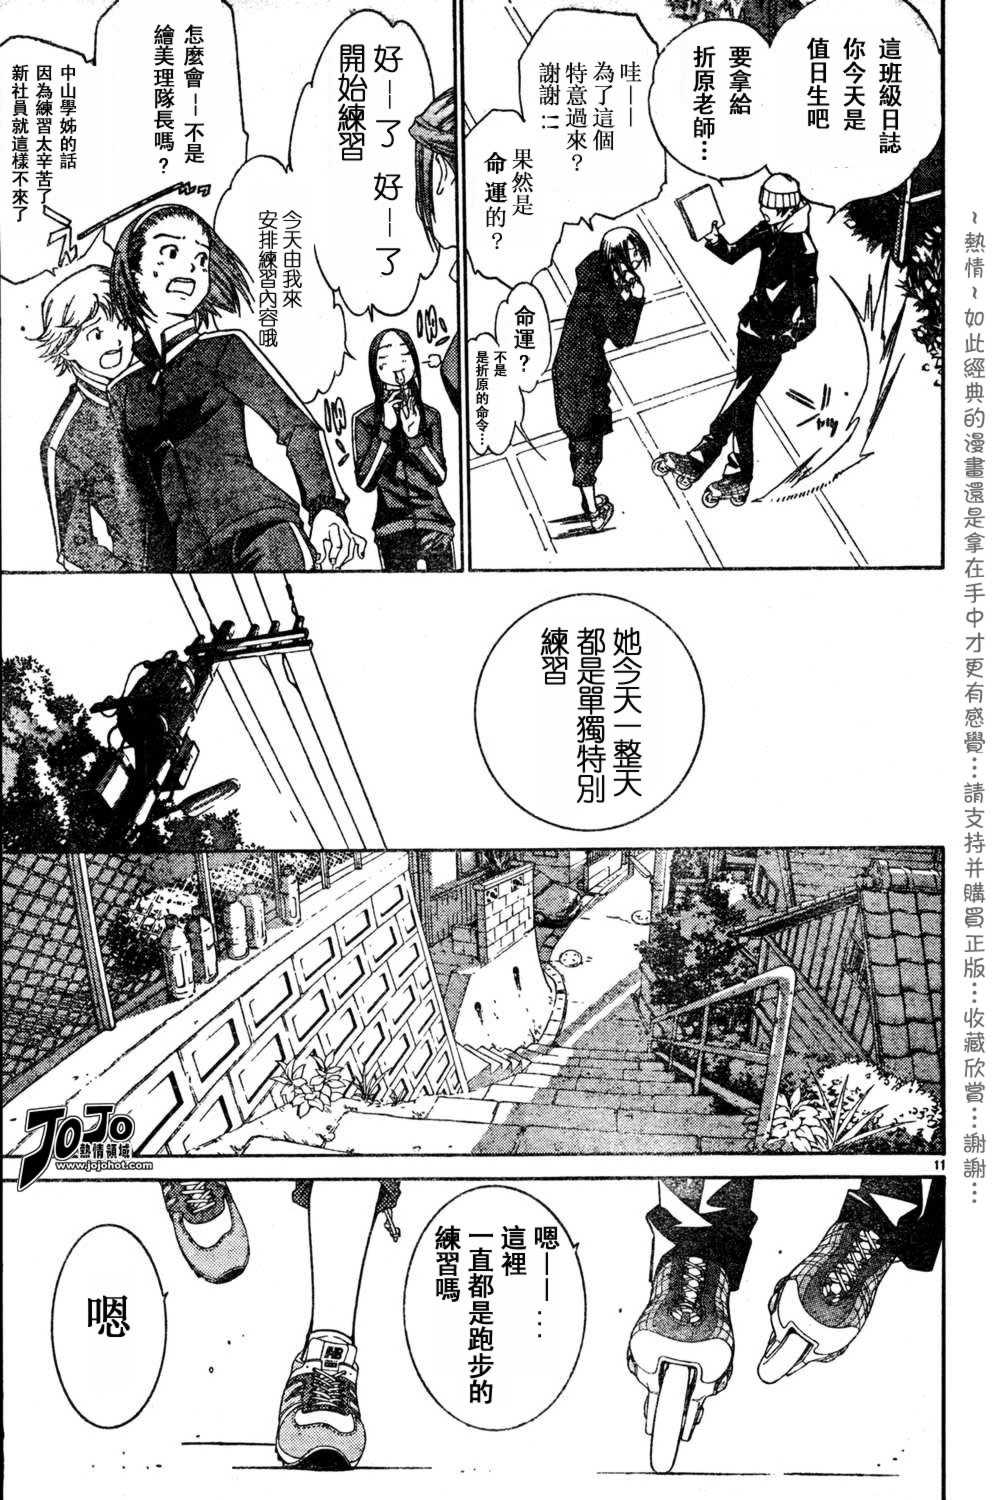 這班級日誌
你今天是
值日生吧
要拿給
折原老師…
哇——
為了這個
特意過來？
謝謝!!
果然是
命運的？
命運？
不是
是折原的命令…
好——了 好——了
開始練習
今天由我來
安排練習內容哦
怎麼會——不是
繪美理隊長嗎？
中山學姊的話
因為練習太辛苦了
新社員就這樣不來了
她今天一整天
都是單獨特別
練習
JOJO
熱情領域
www.jojohot.com
11
嗯——…
這裡
一直都是跑步的
練習嗎
嗯
NB
~熱情~如此經典的漫畫還是拿在手中才更有感覺…請支持并購買正版…收藏欣賞…謝謝…